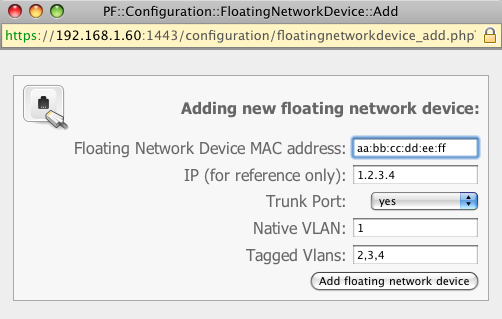 PF::Configuration::FloatingNetworkDevice::Add
https://192.168.1.60:1443/configuration/floatingnetworkdevice_add.php
Adding new floating network device:
Floating Network Device MAC address: aa:bb:cc:dd:ee:ff
IP (for reference only): 1.2.3.4
Trunk Port: yes
Native VLAN: 1
Tagged Vlans: 2,3,4
Add floating network device